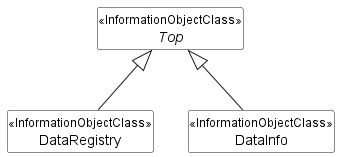 «InformationObjectClass»
Top
«InformationObjectClass»
DataRegistry
«InformationObjectClass»
DataInfo